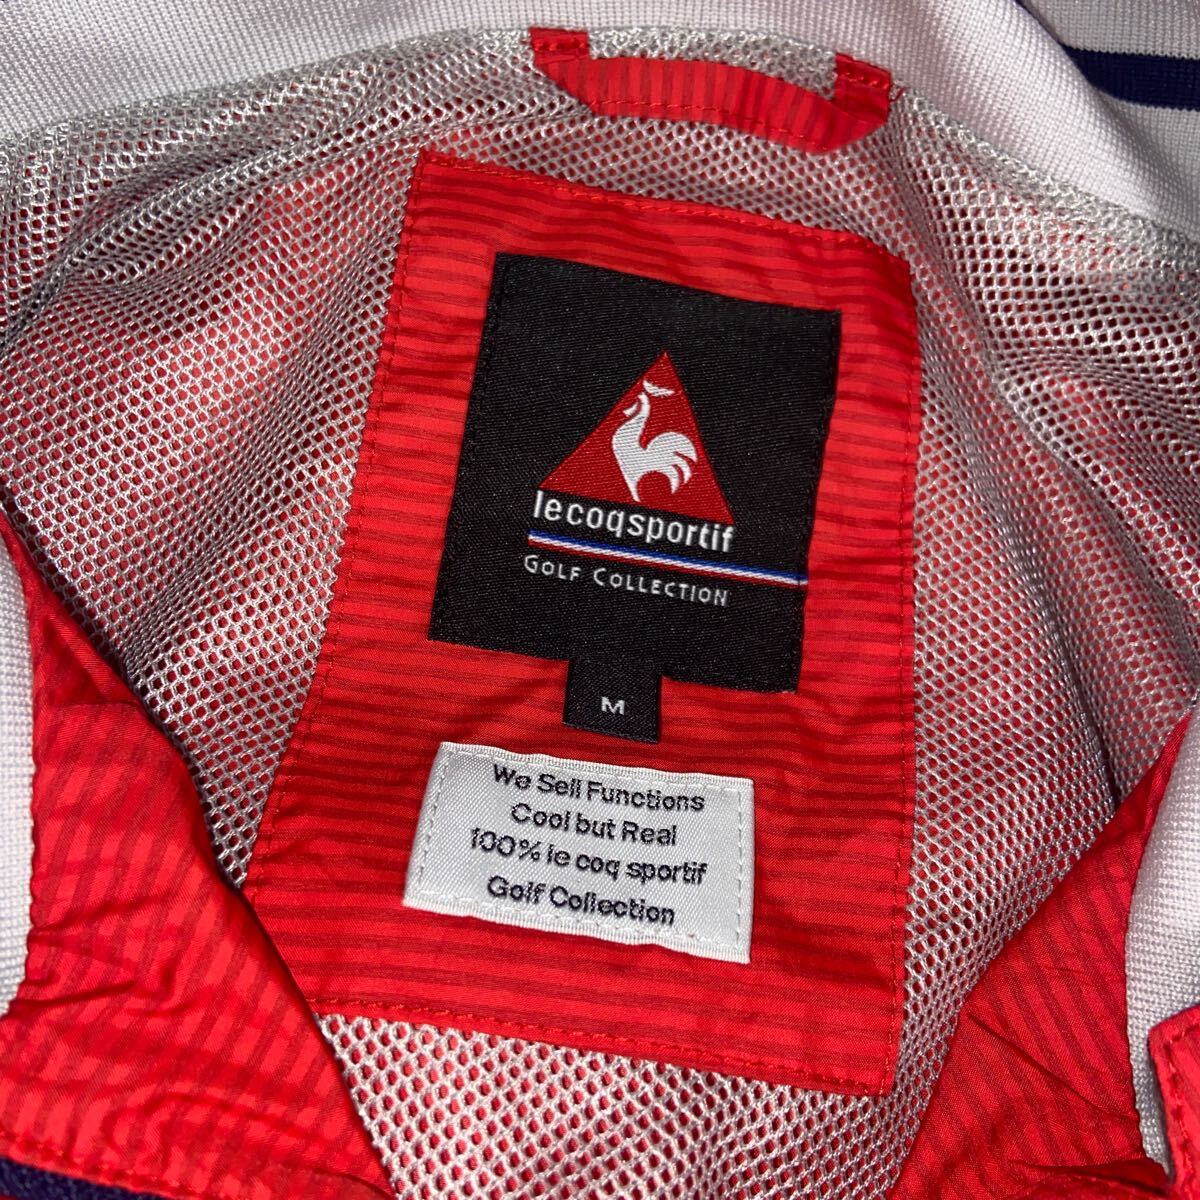 lecoqsportif
GOLF COLLECTION
M
We Sell Functions
Cool but Real
100% le coq sportif
Golf Collection